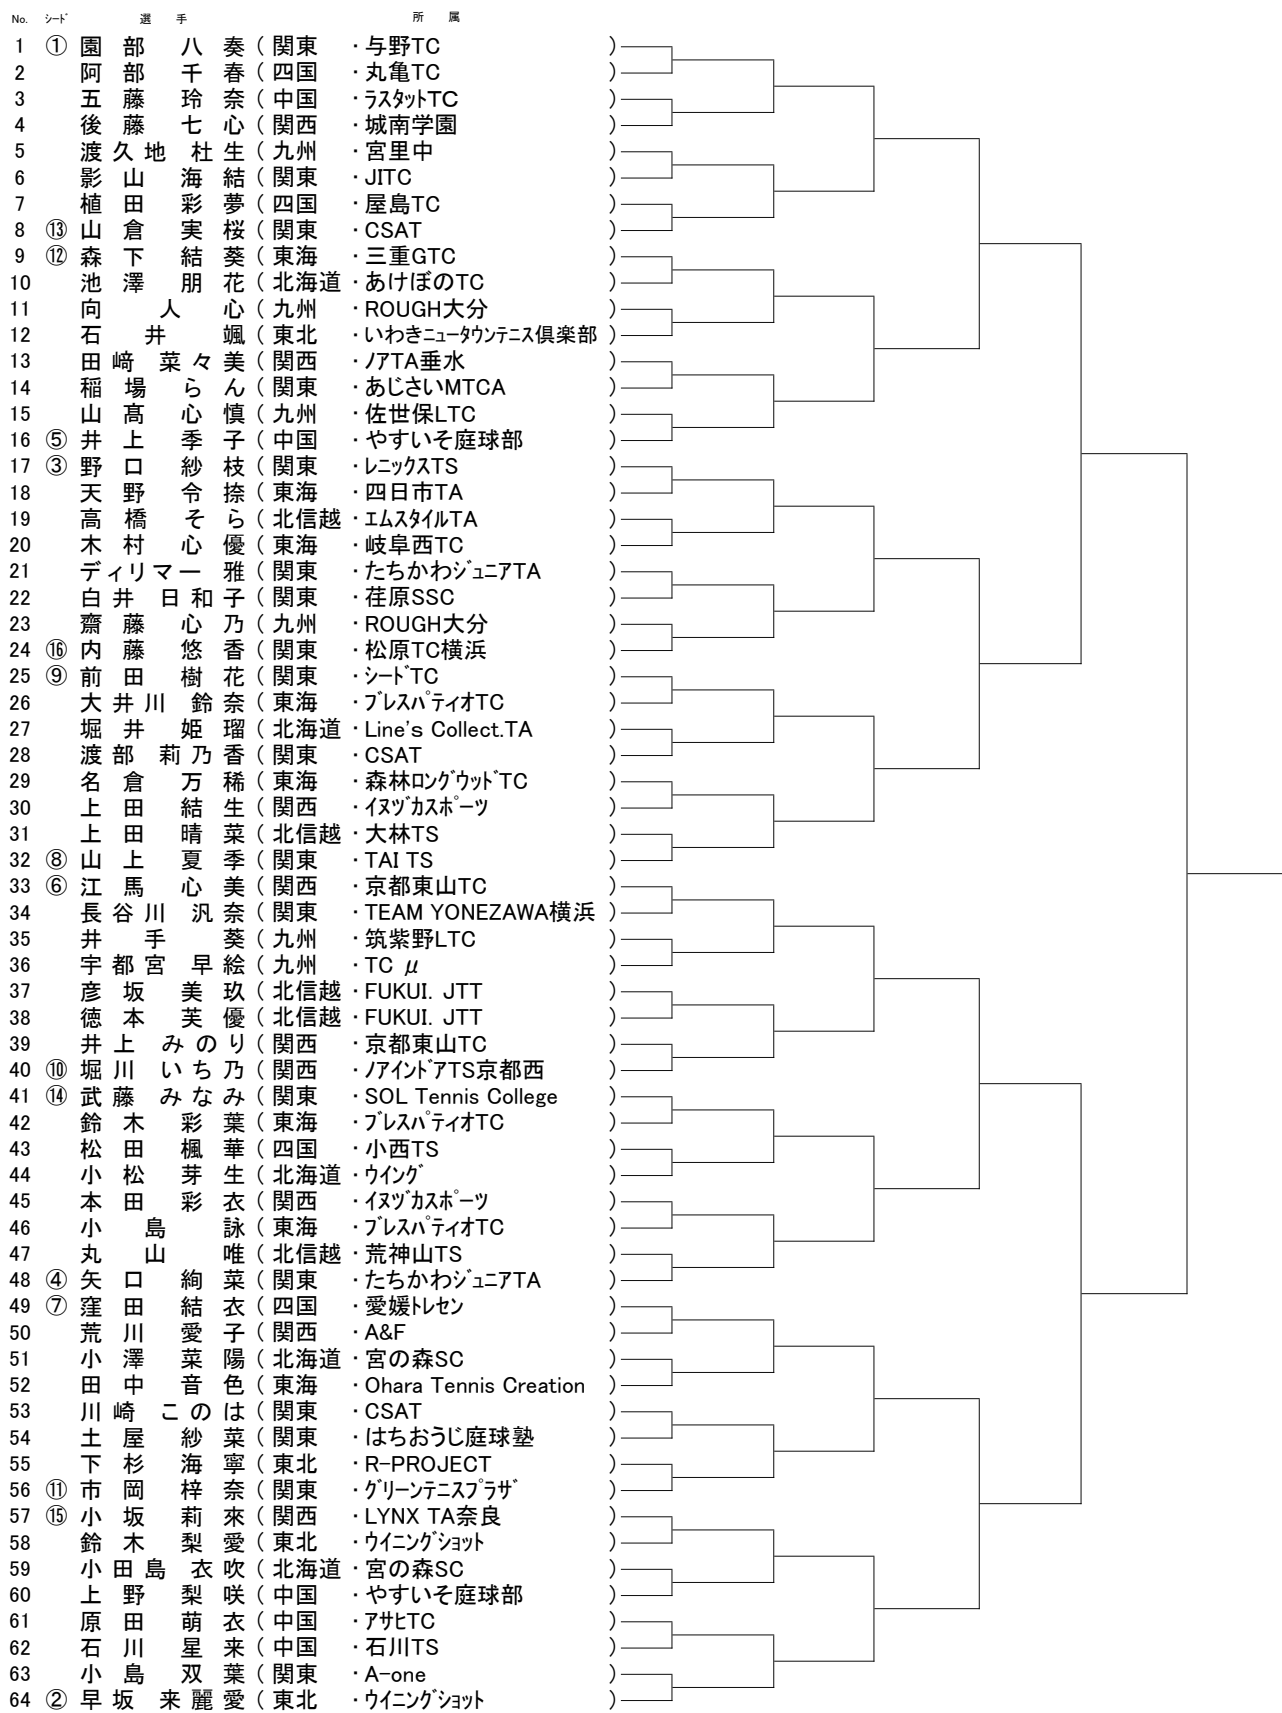 No. シード 選 手 所 属
1 ① 園部 八奏 ( 関東 ・与野TC )
2 阿部 千春 ( 四国 ・丸亀TC )
3 五藤 玲奈 ( 中国 ・ラスタットTC )
4 後藤 七心 ( 関西 ・城南学園 )
5 渡久地 杜生 ( 九州 ・宮里中 )
6 影山 海結 ( 関東 ・JITC )
7 植田 彩夢 ( 四国 ・屋島TC )
8 ⑬ 山倉 実桜 ( 関東 ・CSAT )
9 ⑫ 森下 結葵 ( 東海 ・三重GTC )
10 池澤 朋花 ( 北海道 ・あけぼのTC )
11 向 人心 ( 九州 ・ROUGH大分 )
12 石井 颯 ( 東北 ・いわきニュータウンテニス倶楽部 )
13 田﨑 菜々美 ( 関西 ・ノアTA垂水 )
14 稲場 らん ( 関東 ・あじさいMTCA )
15 山髙 心慎 ( 九州 ・佐世保LTC )
16 ⑤ 井上 季子 ( 中国 ・やすいそ庭球部 )
17 ③ 野口 紗枝 ( 関東 ・レニックスTS )
18 天野 令捺 ( 東海 ・四日市TA )
19 高橋 そら ( 北信越 ・エムスタイルTA )
20 木村 心優 ( 東海 ・岐阜西TC )
21 ディリマー 雅 ( 関東 ・たちかわジュニアTA )
22 白井 日和子 ( 関東 ・荏原SSC )
23 齋藤 心乃 ( 九州 ・ROUGH大分 )
24 ⑯ 内藤 悠香 ( 関東 ・松原TC横浜 )
25 ⑨ 前田 樹花 ( 関東 ・シードTC )
26 大井川 鈴奈 ( 東海 ・ブレスパティオTC )
27 堀井 姫瑠 ( 北海道 ・Line's Collect.TA )
28 渡部 莉乃香 ( 関東 ・CSAT )
29 名倉 万稀 ( 東海 ・森林ロングウッドTC )
30 上田 結生 ( 関西 ・イヌヅカスポーツ )
31 上田 晴菜 ( 北信越 ・大林TS )
32 ⑧ 山上 夏季 ( 関東 ・TAI TS )
33 ⑥ 江馬 心美 ( 関西 ・京都東山TC )
34 長谷川 汎奈 ( 関東 ・TEAM YONEZAWA横浜 )
35 井手 葵 ( 九州 ・筑紫野LTC )
36 宇都宮 早絵 ( 九州 ・TC μ )
37 彦坂 美玖 ( 北信越 ・FUKUI. JTT )
38 徳本 芙優 ( 北信越 ・FUKUI. JTT )
39 井上 みのり ( 関西 ・京都東山TC )
40 ⑩ 堀川 いち乃 ( 関西 ・ノアインドアTS京都西 )
41 ⑭ 武藤 みなみ ( 関東 ・SOL Tennis College )
42 鈴木 彩葉 ( 東海 ・ブレスパティオTC )
43 松田 楓華 ( 四国 ・小西TS )
44 小松 芽生 ( 北海道 ・ウイング )
45 本田 彩衣 ( 関西 ・イヌヅカスポーツ )
46 小島 詠 ( 東海 ・ブレスパティオTC )
47 丸山 唯 ( 北信越 ・荒神山TS )
48 ④ 矢口 絢菜 ( 関東 ・たちかわジュニアTA )
49 ⑦ 窪田 結衣 ( 四国 ・愛媛トレセン )
50 荒川 愛子 ( 関西 ・A&F )
51 小澤 菜陽 ( 北海道 ・宮の森SC )
52 田中 音色 ( 東海 ・Ohara Tennis Creation )
53 川崎 このは ( 関東 ・CSAT )
54 土屋 紗菜 ( 関東 ・はちおうじ庭球塾 )
55 下杉 海寧 ( 東北 ・R-PROJECT )
56 ⑪ 市岡 梓奈 ( 関東 ・グリーンテニスプラザ )
57 ⑮ 小坂 莉來 ( 関西 ・LYNX TA奈良 )
58 鈴木 梨愛 ( 東北 ・ウイニングショット )
59 小田島 衣吹 ( 北海道 ・宮の森SC )
60 上野 梨咲 ( 中国 ・やすいそ庭球部 )
61 原田 萌衣 ( 中国 ・アサヒTC )
62 石川 星来 ( 中国 ・石川TS )
63 小島 双葉 ( 関東 ・A-one )
64 ② 早坂 来麗愛 ( 東北 ・ウイニングショット )